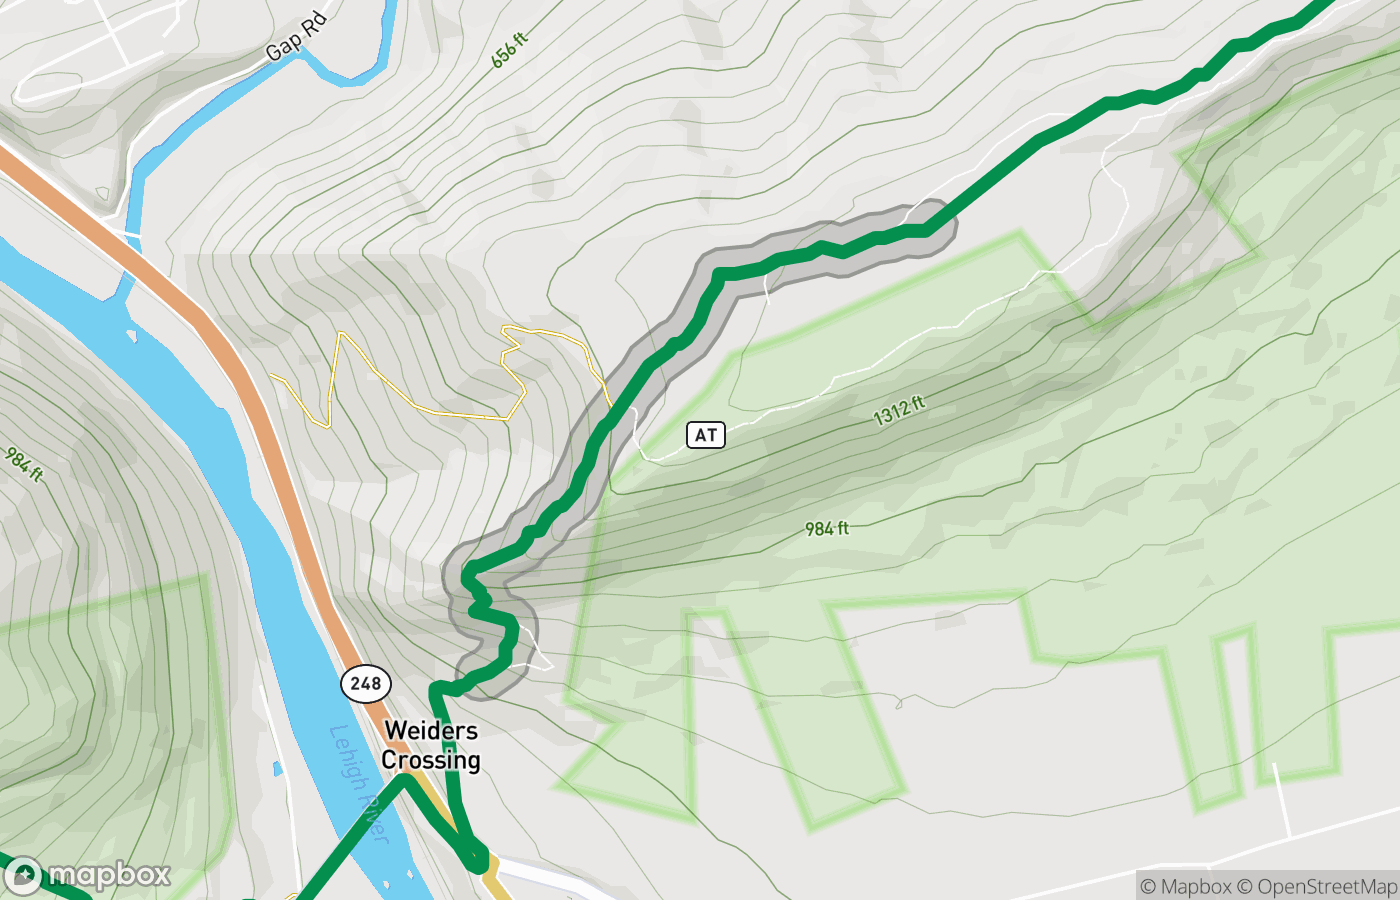 Gap Rd
656 ft
1312 ft
AT
984 ft
984 ft
248
Weiders
Crossing
Lehigh River
mapbox
© Mapbox © OpenStreetMap